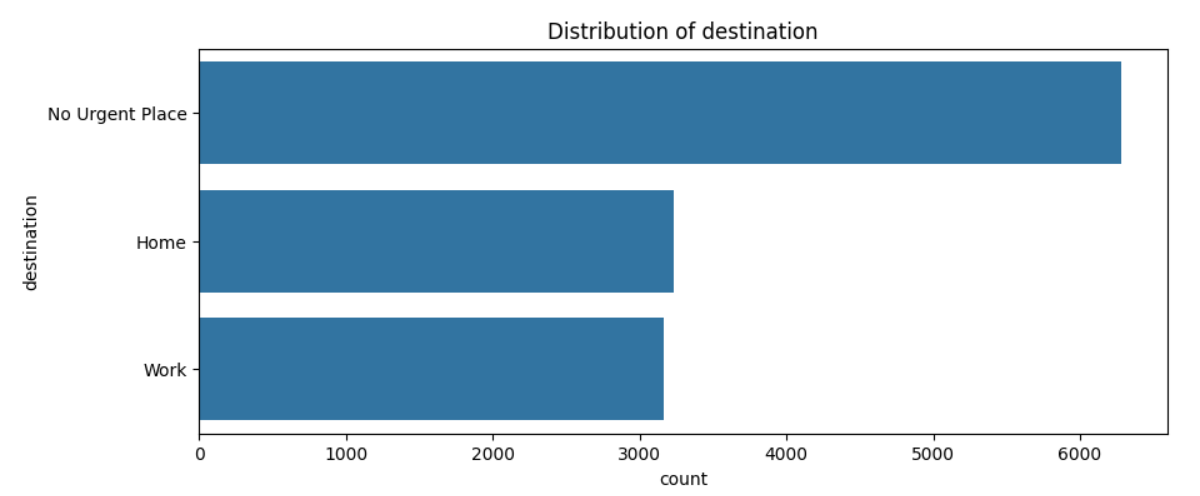 Distribution of destination
No Urgent Place
Home
Work
destination
0 1000 2000 3000 4000 5000 6000
count